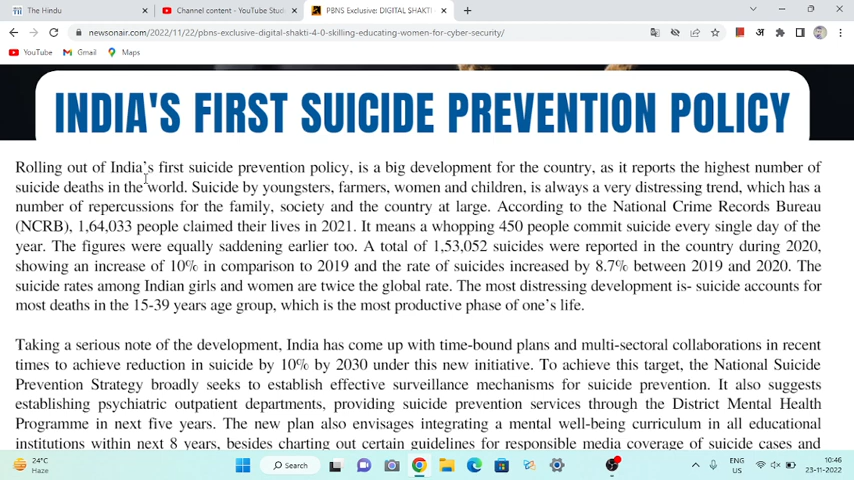 The Hindu
Channel content - YouTube Stud
PBNS Exclusive: DIGITAL SHAKTI
newsonair.com/2022/11/22/pbns-exclusive-digital-shakti-4-0-skilling-educating-women-for-cyber-security/
YouTube
Gmail
Maps
INDIA'S FIRST SUICIDE PREVENTION POLICY
Rolling out of India's first suicide prevention policy, is a big development for the country, as it reports the highest number of
suicide deaths in the world. Suicide by youngsters, farmers, women and children, is always a very distressing trend, which has a
number of repercussions for the family, society and the country at large. According to the National Crime Records Bureau
(NCRB), 1,64,033 people claimed their lives in 2021. It means a whopping 450 people commit suicide every single day of the
year. The figures were equally saddening earlier too. A total of 1,53,052 suicides were reported in the country during 2020,
showing an increase of 10% in comparison to 2019 and the rate of suicides increased by 8.7% between 2019 and 2020. The
suicide rates among Indian girls and women are twice the global rate. The most distressing development is- suicide accounts for
most deaths in the 15-39 years age group, which is the most productive phase of one's life.
Taking a serious note of the development, India has come up with time-bound plans and multi-sectoral collaborations in recent
times to achieve reduction in suicide by 10% by 2030 under this new initiative. To achieve this target, the National Suicide
Prevention Strategy broadly seeks to establish effective surveillance mechanisms for suicide prevention. It also suggests
establishing psychiatric outpatient departments, providing suicide prevention services through the District Mental Health
Programme in next five years. The new plan also envisages integrating a mental well-being curriculum in all educational
institutions within next 8 years, besides charting out certain guidelines for responsible media coverage of suicide cases and
24°C
Haze
Search
ENG
US
10:46
23-11-2022